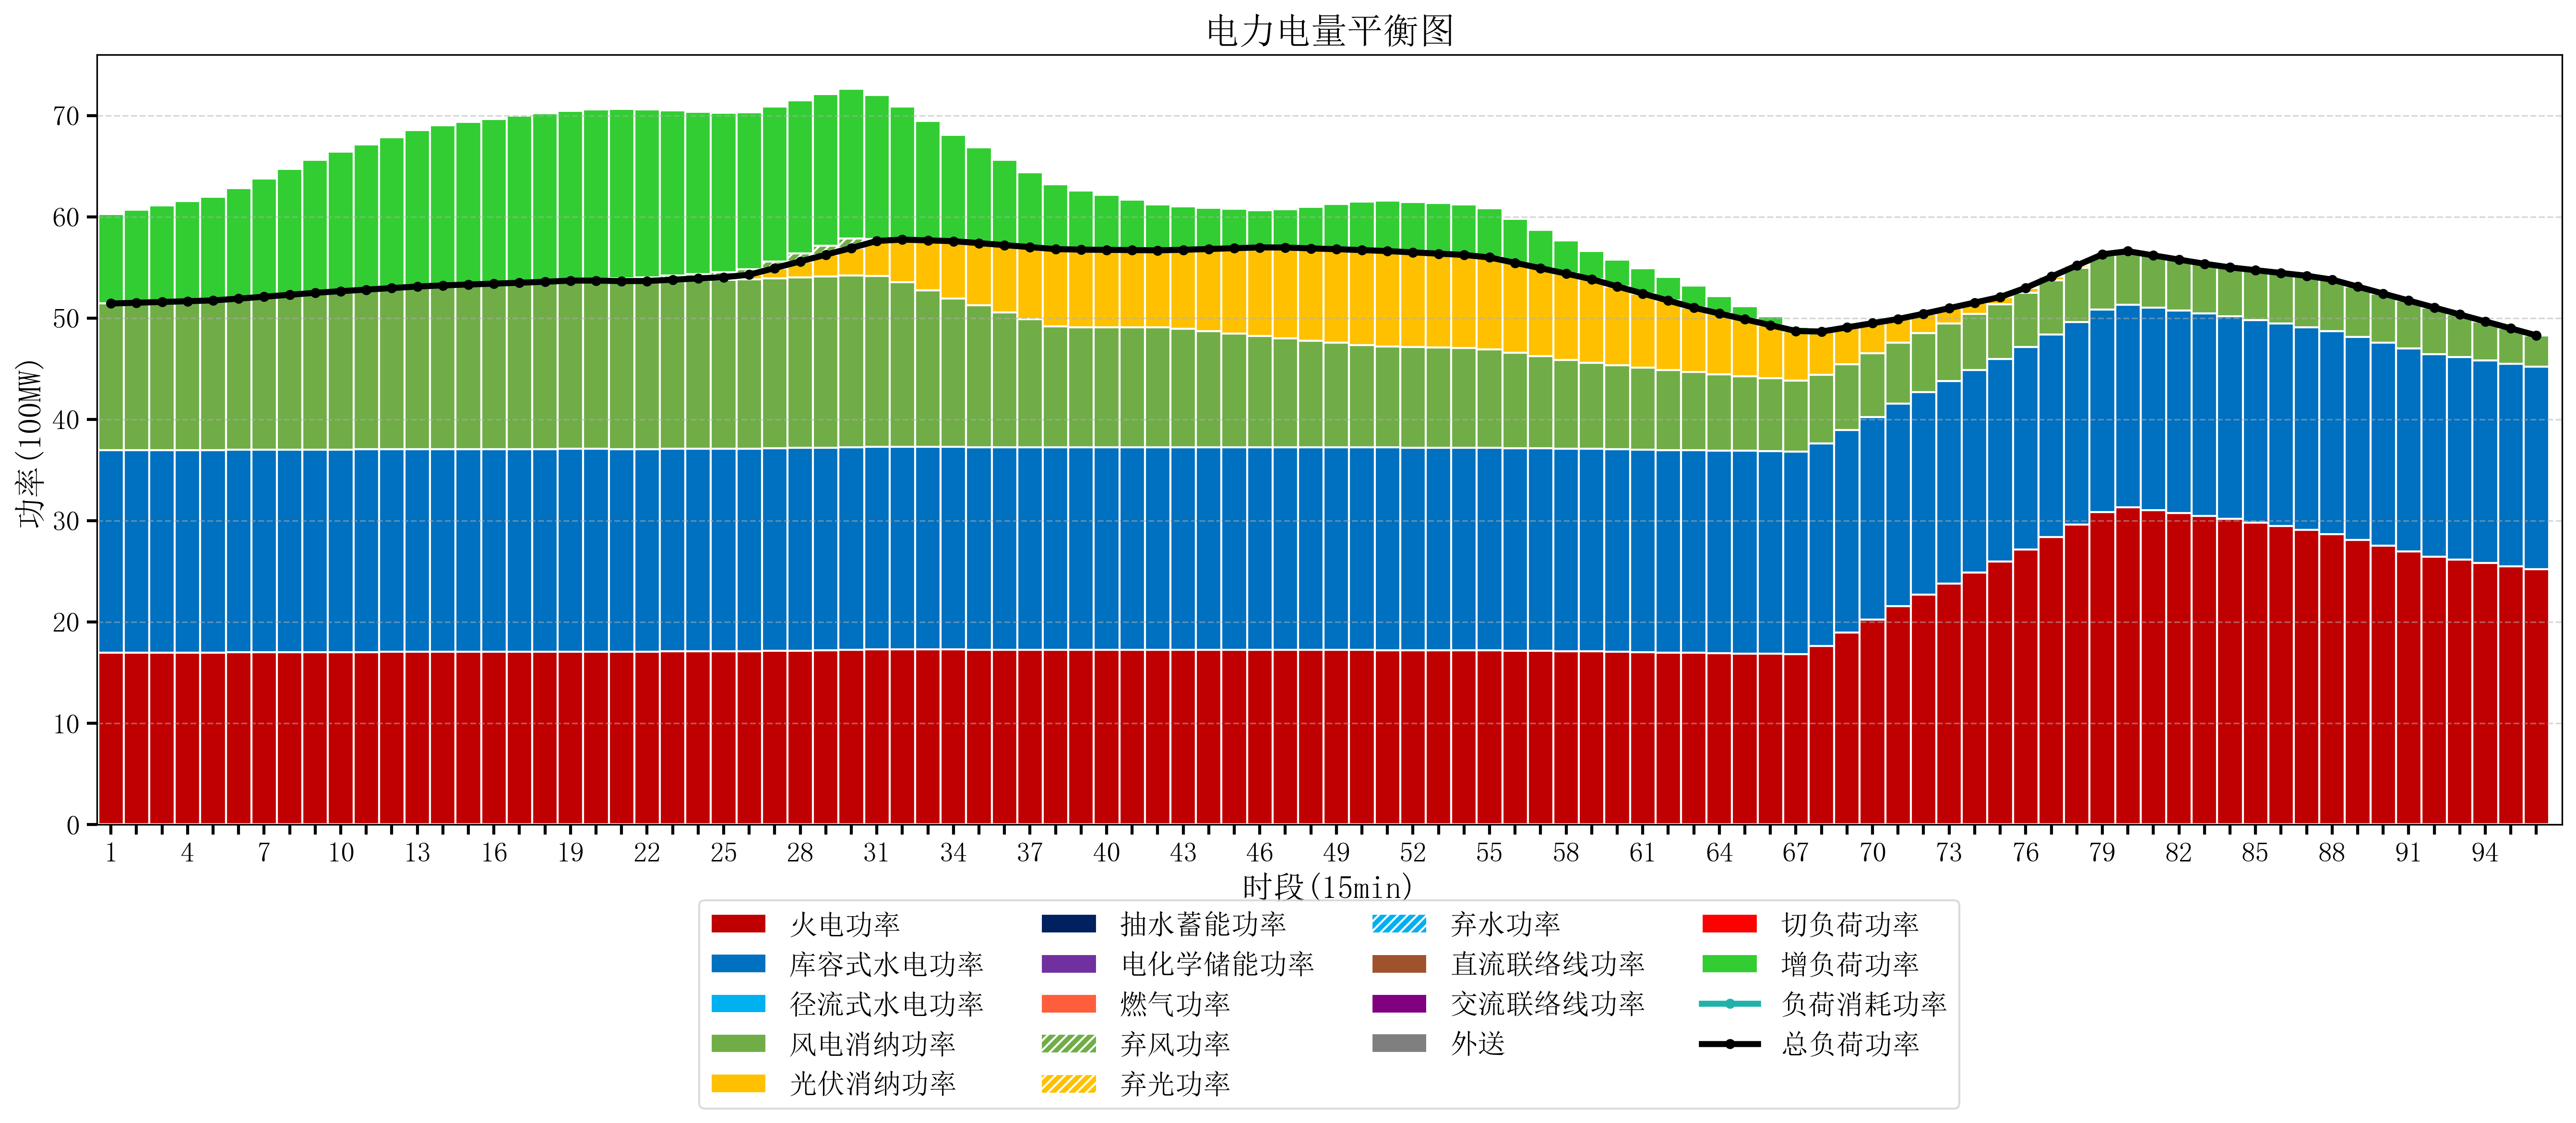 电力电量平衡图
功率(100MW)
70
60
50
40
30
20
10
0
1 4 7 10 13 16 19 22 25 28 31 34 37 40 43 46 49 52 55 58 61 64 67 70 73 76 79 82 85 88 91 94
时段(15min)
火电功率 抽水蓄能功率 弃水功率 切负荷功率
库容式水电功率 电化学储能功率 直流联络线功率 增负荷功率
径流式水电功率 燃气功率 交流联络线功率 负荷消耗功率
风电消纳功率 弃风功率 外送 总负荷功率
光伏消纳功率 弃光功率